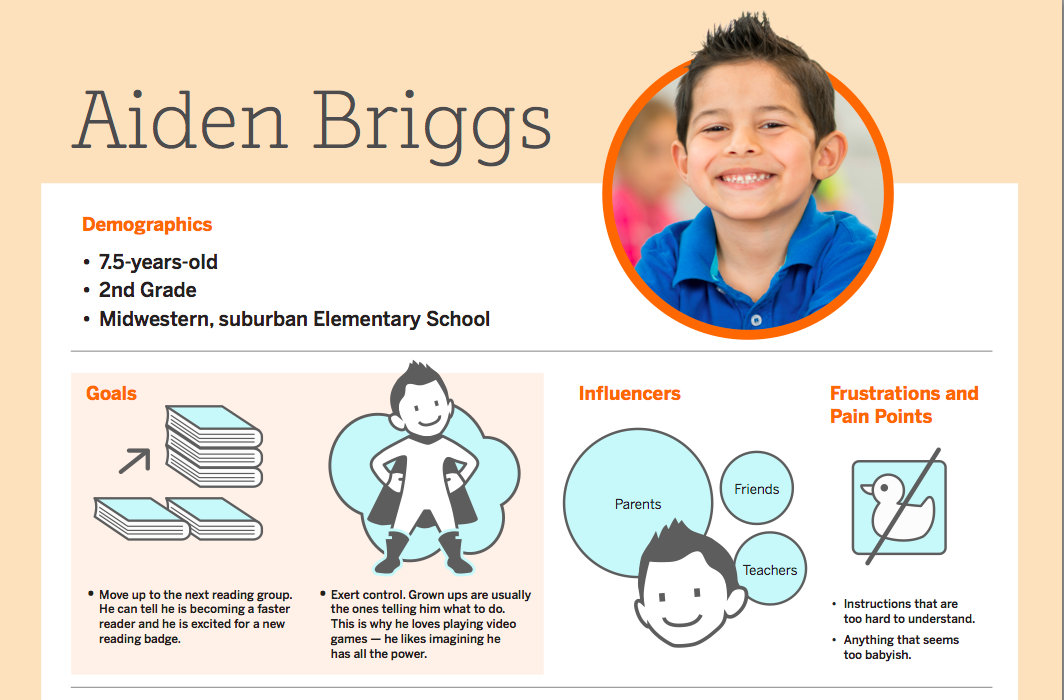 Aiden Briggs
Demographics
• 7.5-years-old
• 2nd Grade
• Midwestern, suburban Elementary School
Goals
• Move up to the next reading group.
He can tell he is becoming a faster
reader and he is excited for a new
reading badge.
• Exert control. Grown ups are usually
the ones telling him what to do.
This is why he loves playing video
games — he likes imagining he
has all the power.
Influencers
Parents
Friends
Teachers
Frustrations and
Pain Points
• Instructions that are
too hard to understand.
• Anything that seems
too babyish.